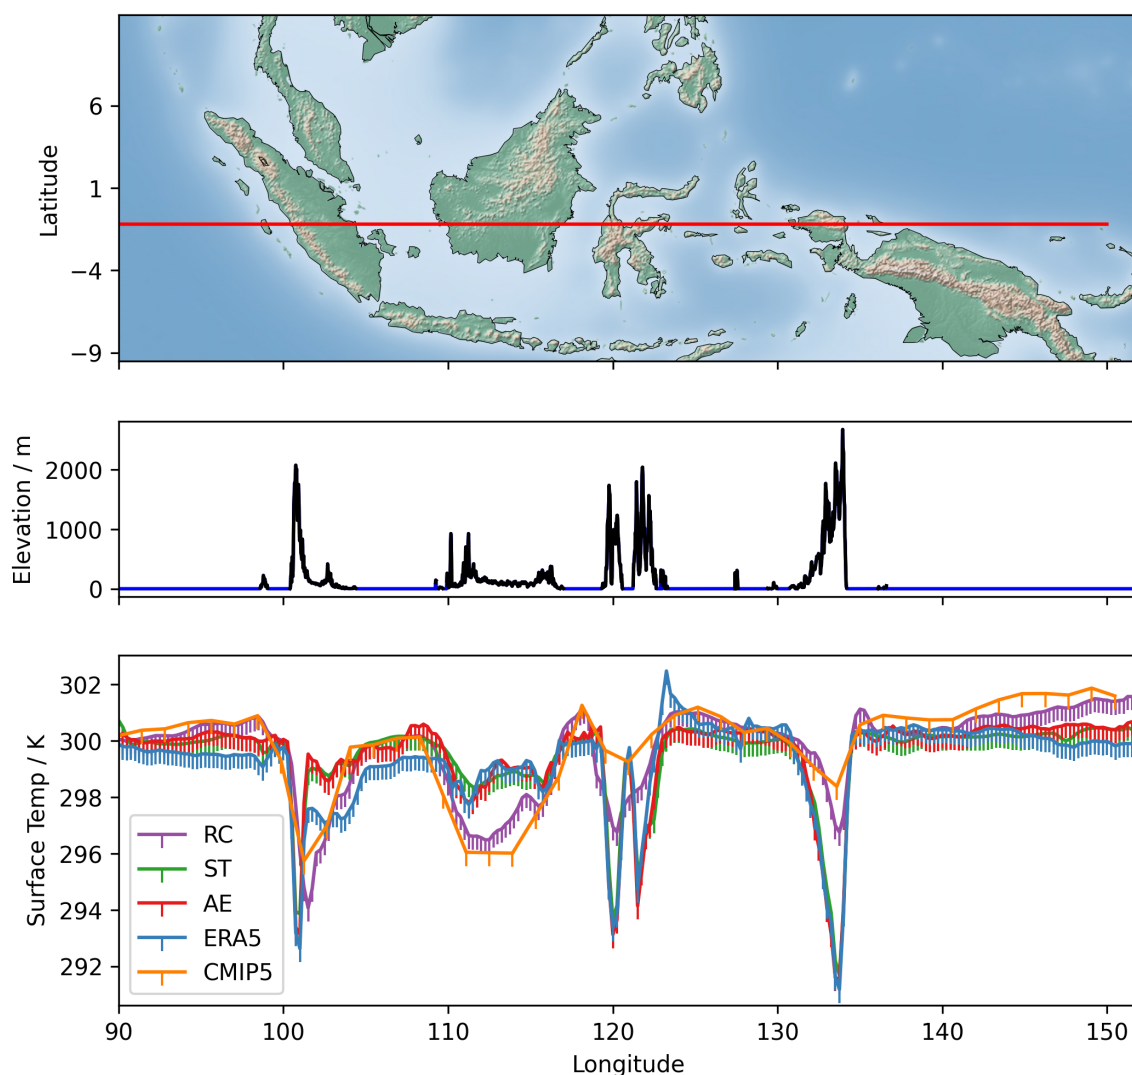 6
1
−4
−9
Latitude
2000
1000
0
Elevation / m
302
300
298
296
294
292
Surface Temp / K
RC
ST
AE
ERA5
CMIP5
90 100 110 120 130 140 150
Longitude